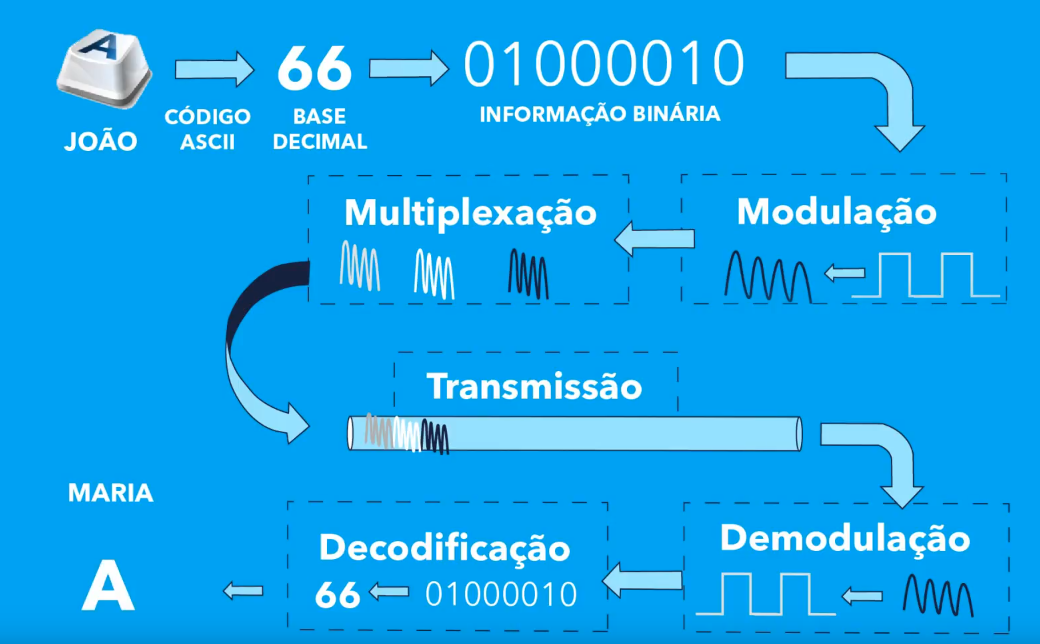 A
JOÃO
CÓDIGO
ASCII
66
BASE
DECIMAL
01000010
INFORMAÇÃO BINÁRIA
Modulação
Multiplexação
Transmissão
Demodulação
Decodificação
66
01000010
MARIA
A